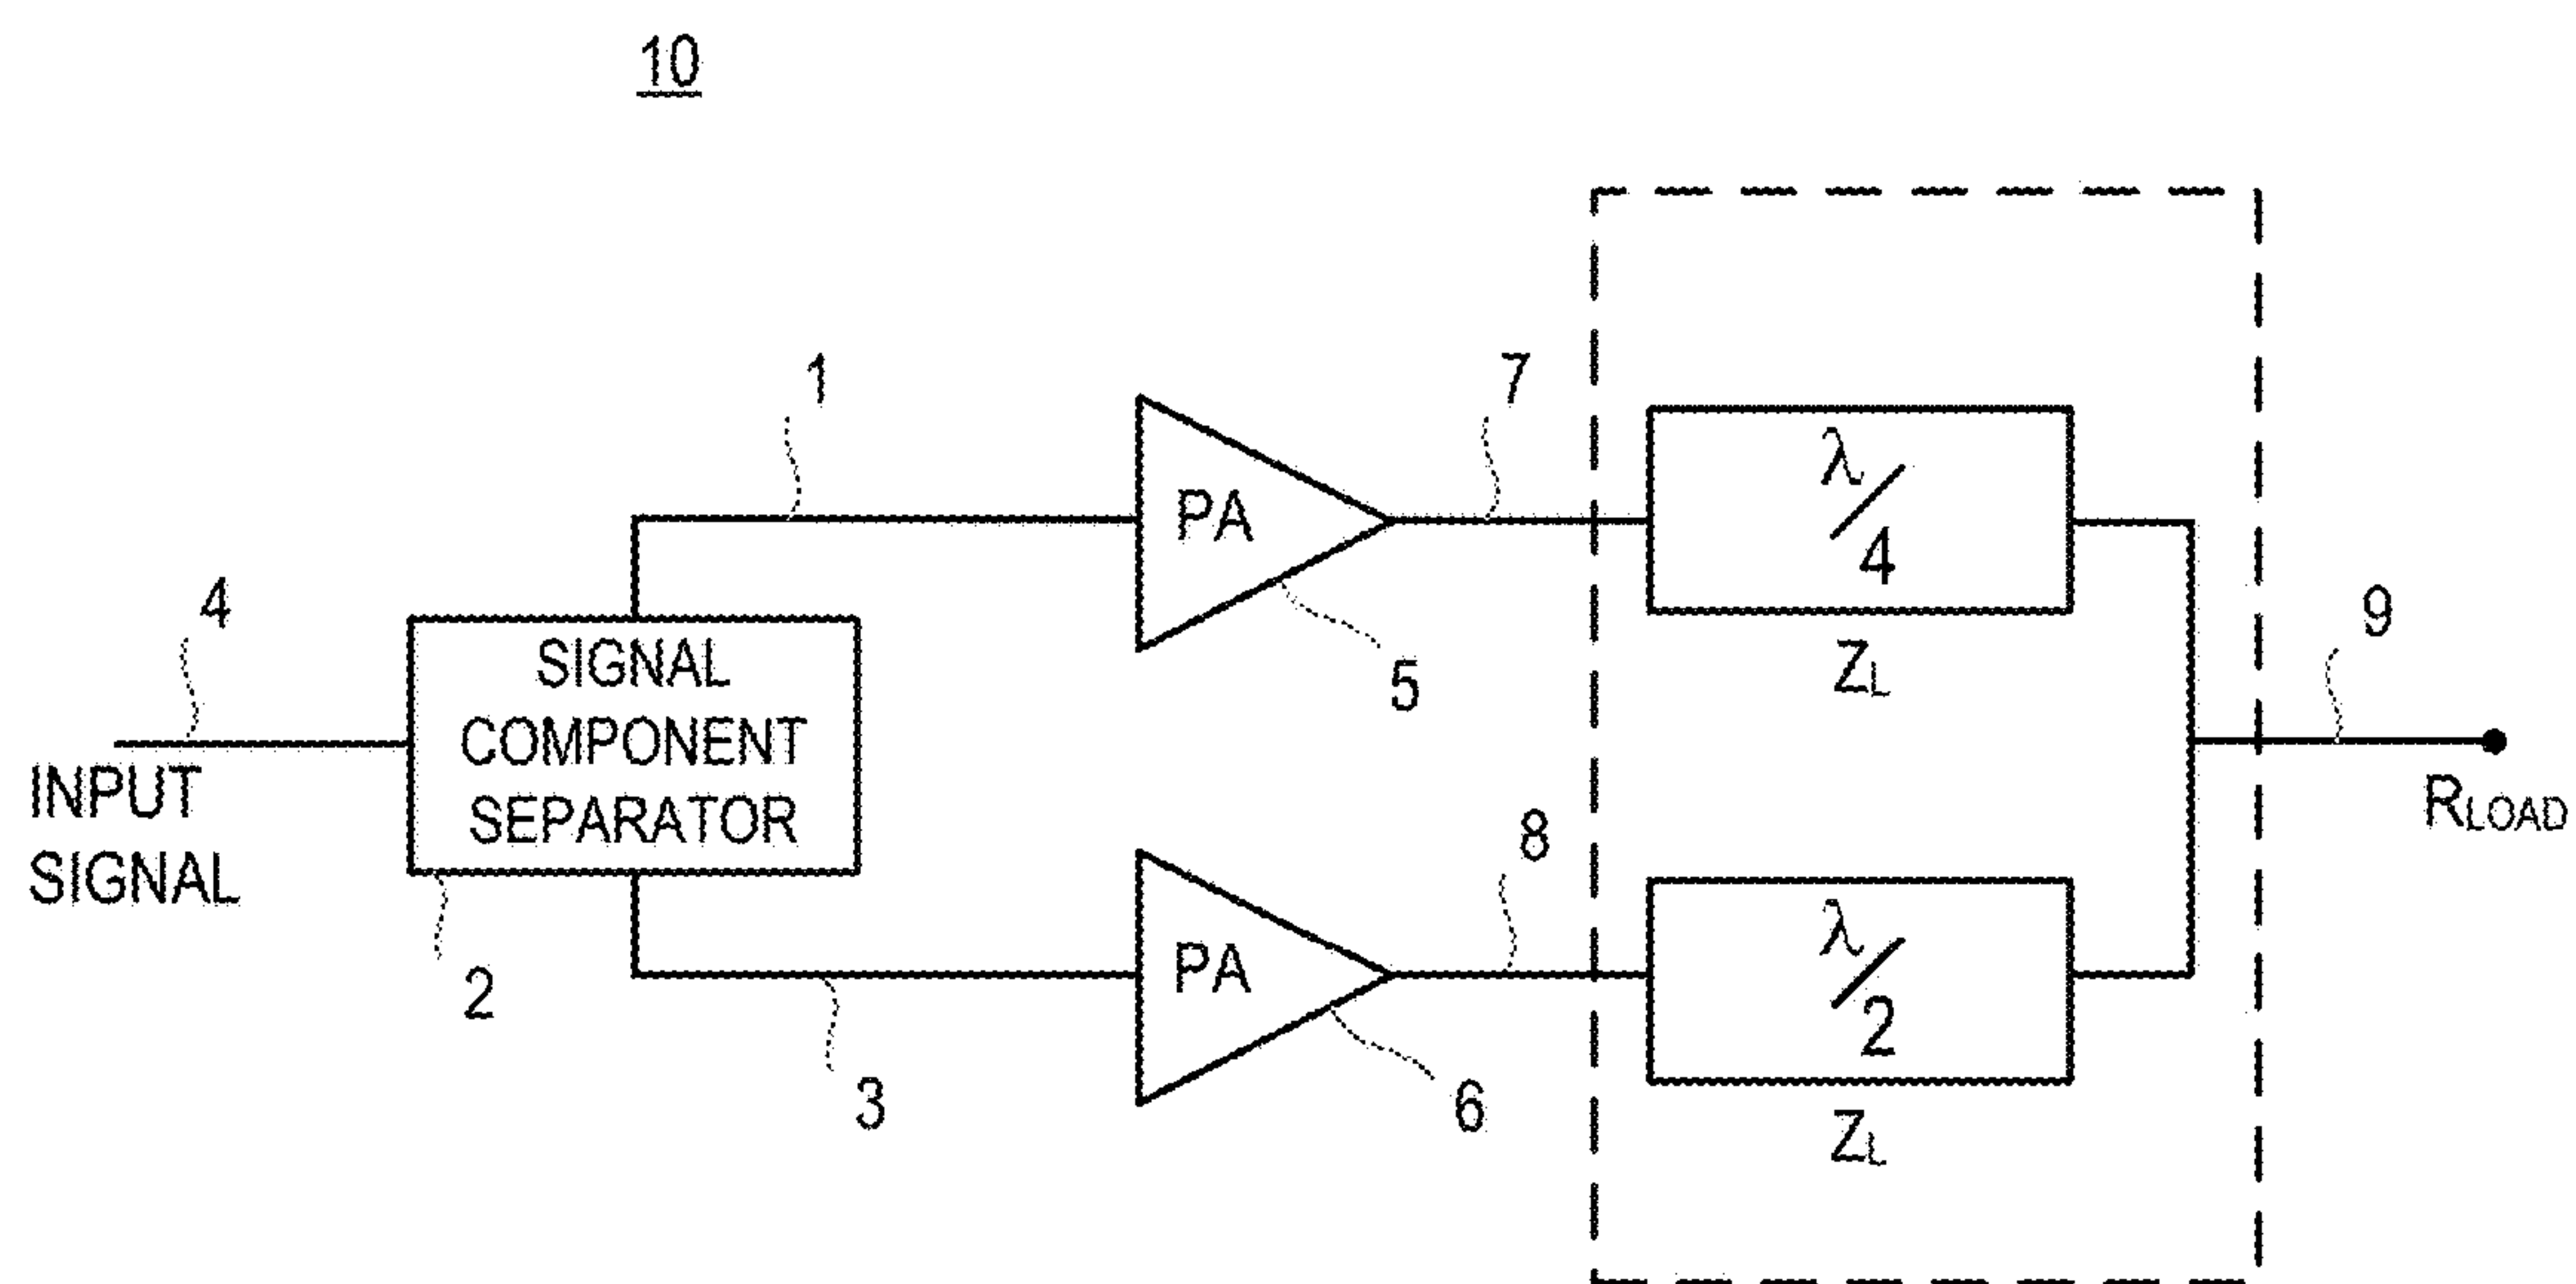 10
1
7
PA
λ/4
4
SIGNAL
COMPONENT
SEPARATOR
5
ZL
9
INPUT
SIGNAL
RLOAD
8
2
PA
λ/2
3
6
ZL